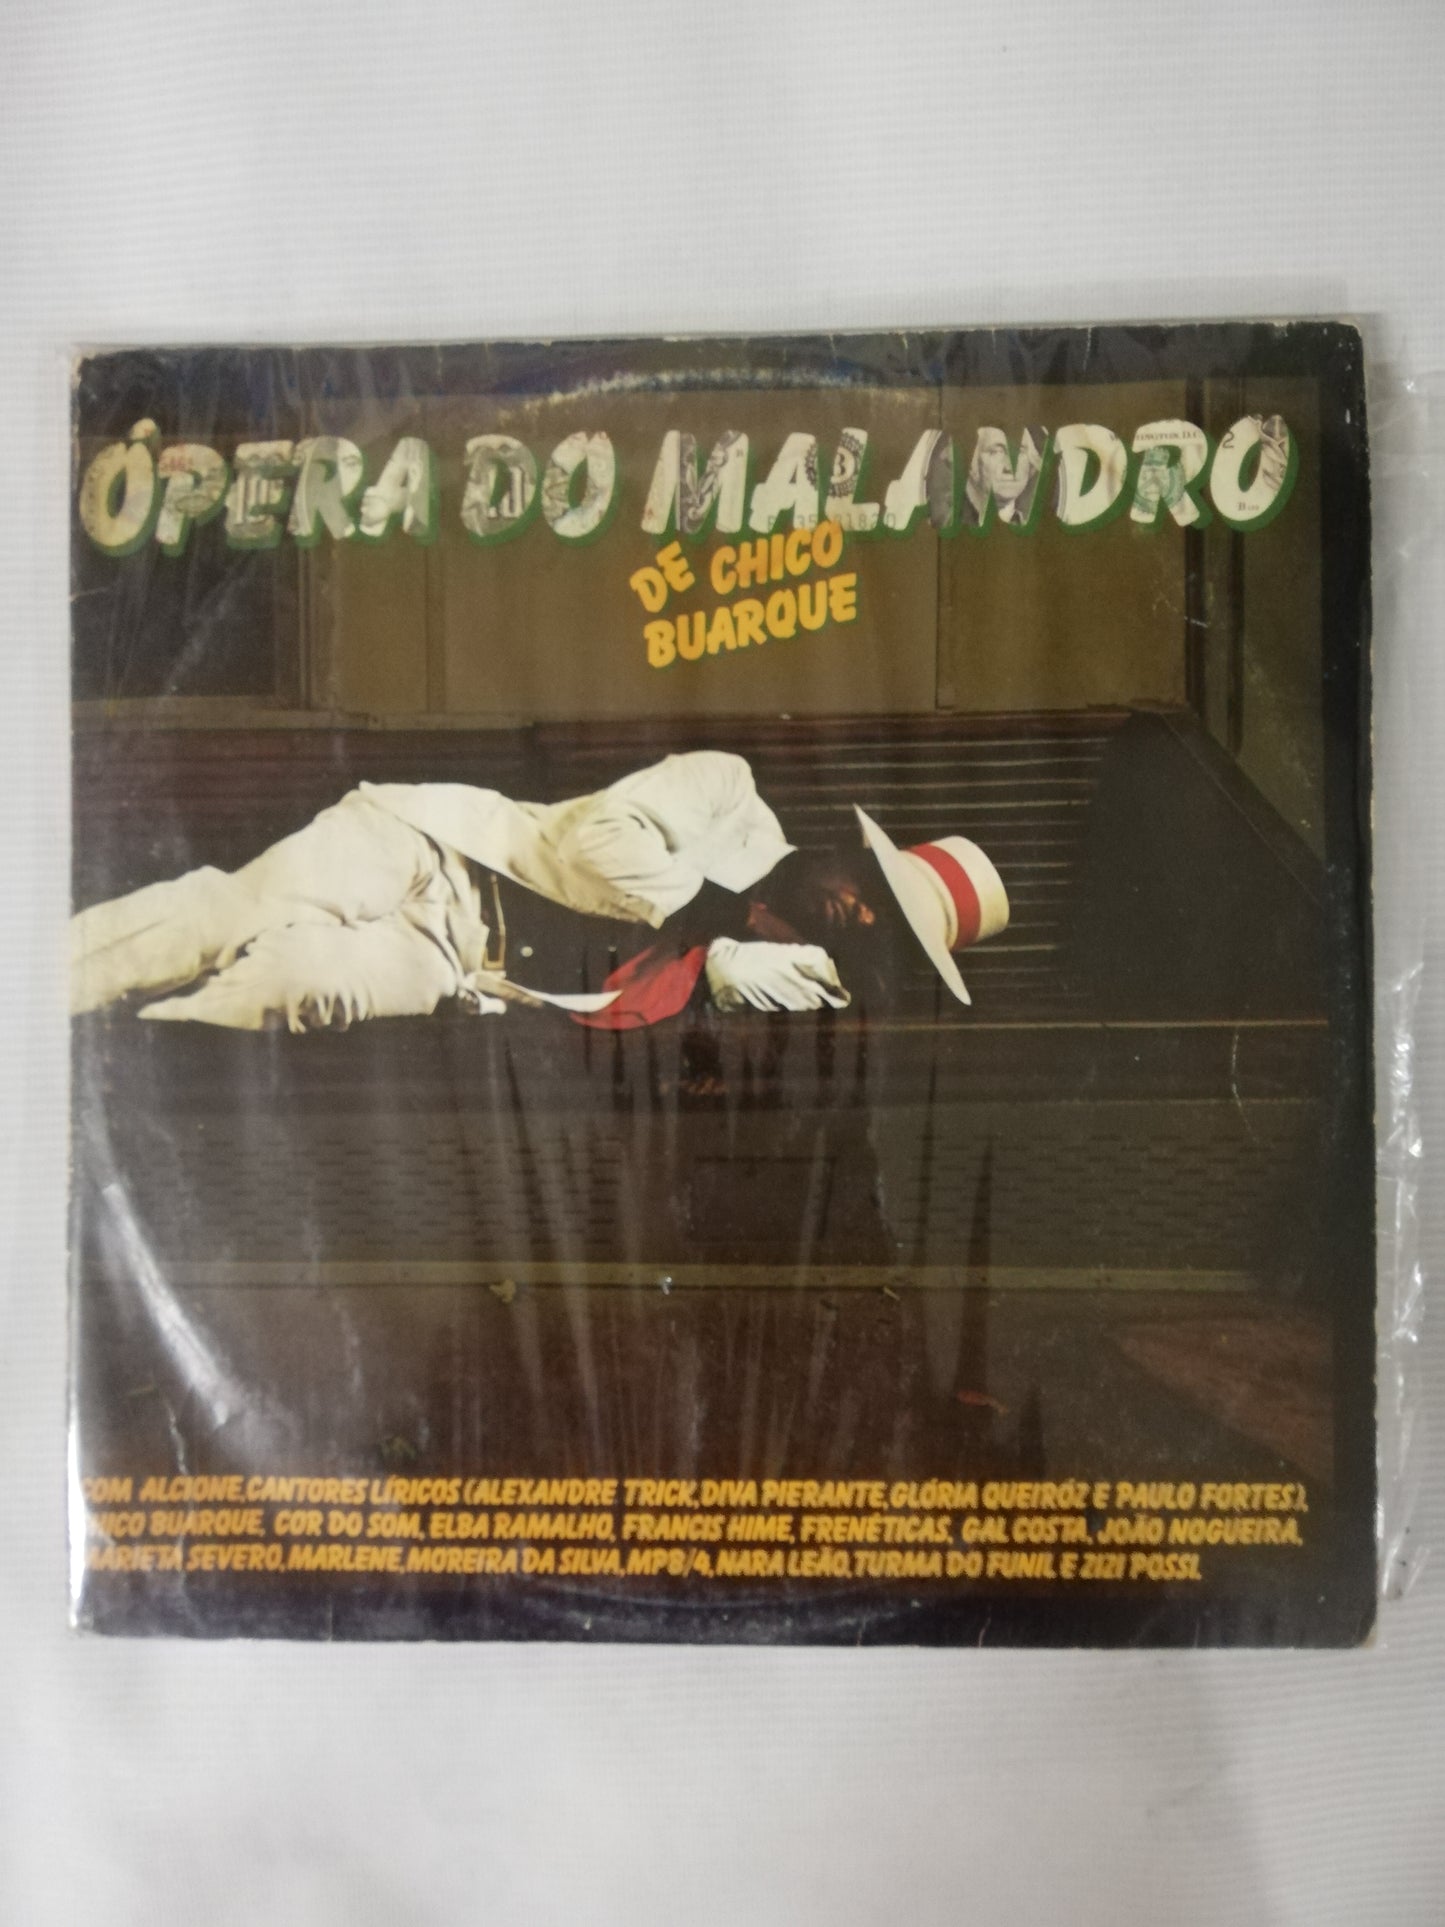 ÓPERA DO MALANDRO
DE CHICO
BUARQUE
COM ALCIONE, CANTORES LÍRICOS (ALEXANDRE TRICK, DIVA PIERANTE, GLÓRIA QUEIRÓZ E PAULO FORTES),
CHICO BUARQUE, COR DO SOM, ELBA RAMALHO, FRANCIS HIME, FRENÉTICAS, GAL COSTA, JOÃO NOGUEIRA,
MARIETA SEVERO, MARLENE, MOREIRA DA SILVA, MPB/4, NARA LEÃO, TURMA DO FUNIL E ZIZI POSSI.